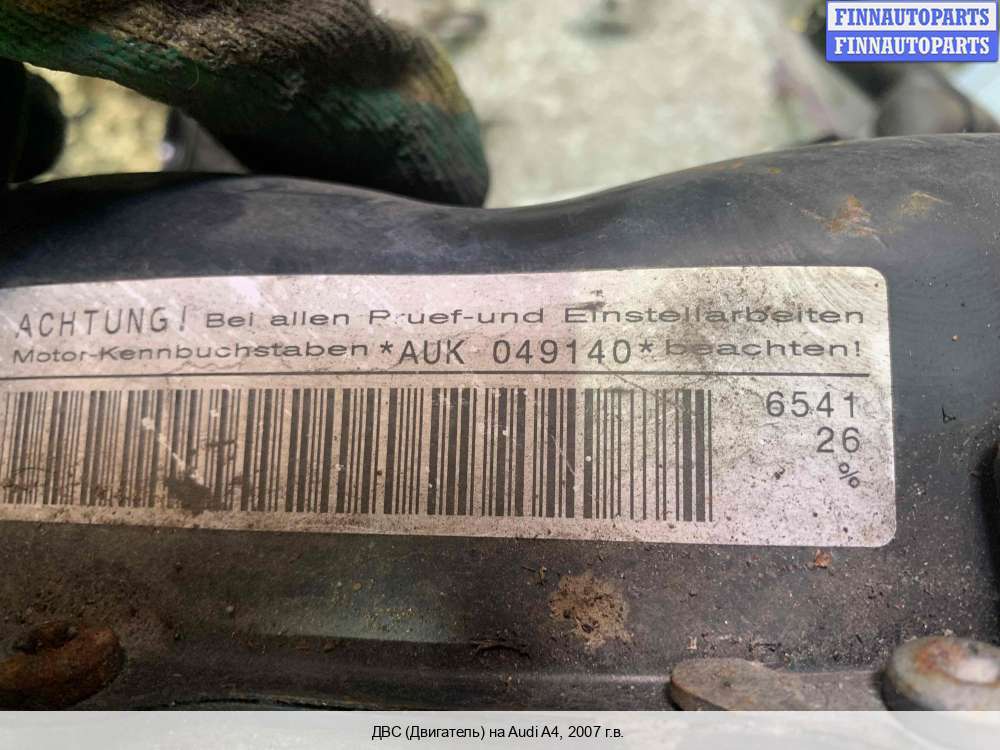 FINNAUTOPARTS
FINNAUTOPARTS
ACHTUNG! Bei allen Pruef-und Einstellarbeiten
Motor-Kennbuchstaben *AUK 049140* beachten!
6541
26
%
ДВС (Двигатель) на Audi A4, 2007 г.в.